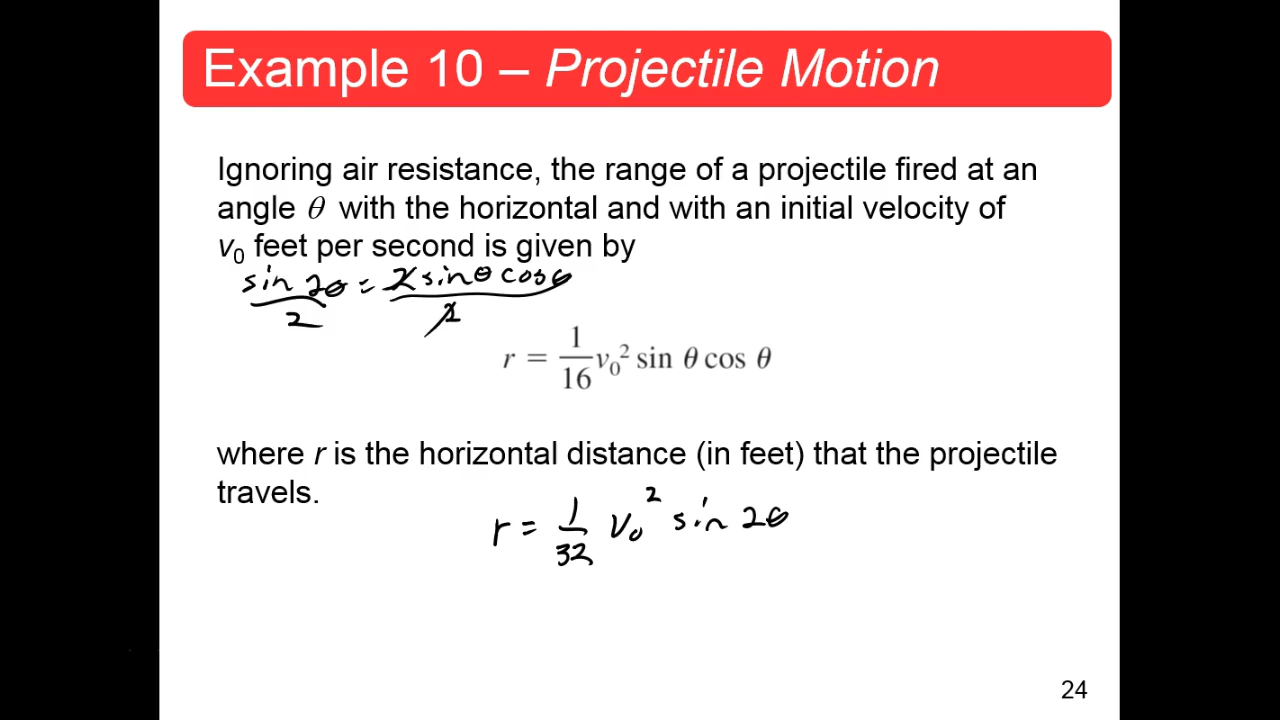 Example 10 – Projectile Motion
Ignoring air resistance, the range of a projectile fired at an
angle θ with the horizontal and with an initial velocity of
v₀ feet per second is given by
sin 2θ / 2 = 2 sinθ cosθ / 2
r = 1/16 v₀² sin θ cos θ
where r is the horizontal distance (in feet) that the projectile
travels.
r = 1/32 v₀² sin 2θ
24